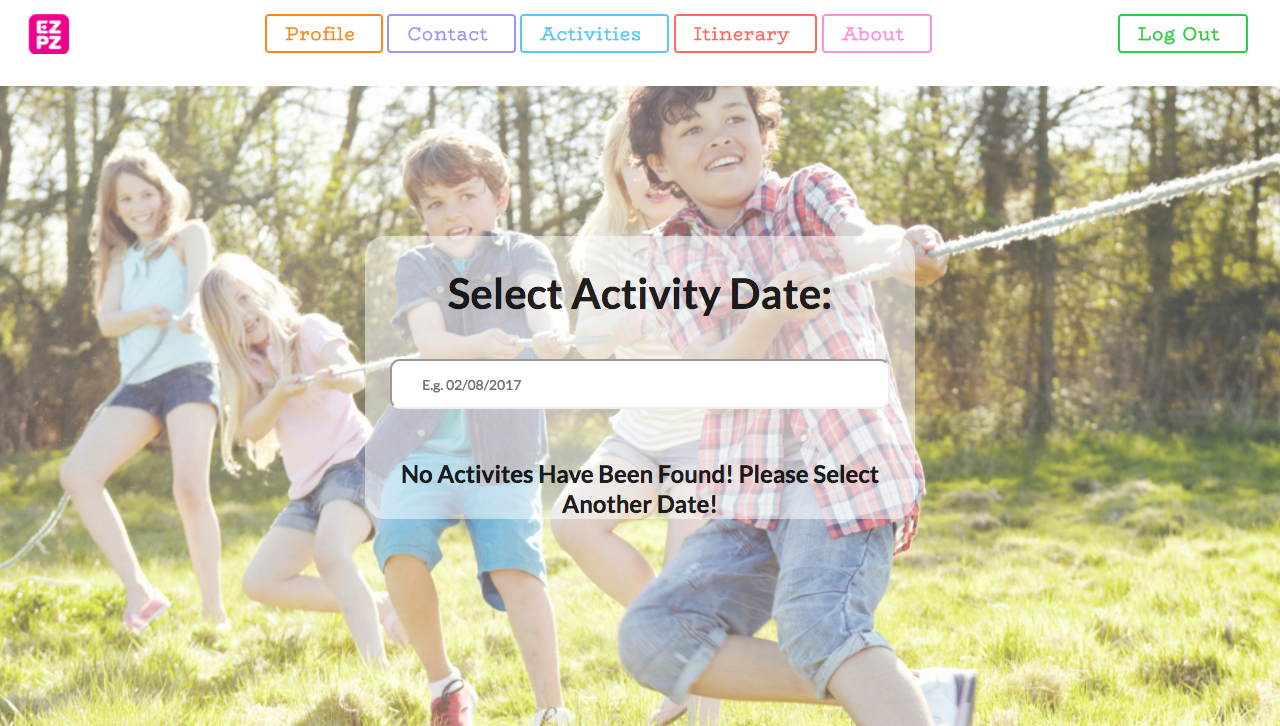 EZ
PZ
Profile
Contact
Activities
Itinerary
About
Log Out
Select Activity Date:
E.g. 02/08/2017
No Activites Have Been Found! Please Select
Another Date!